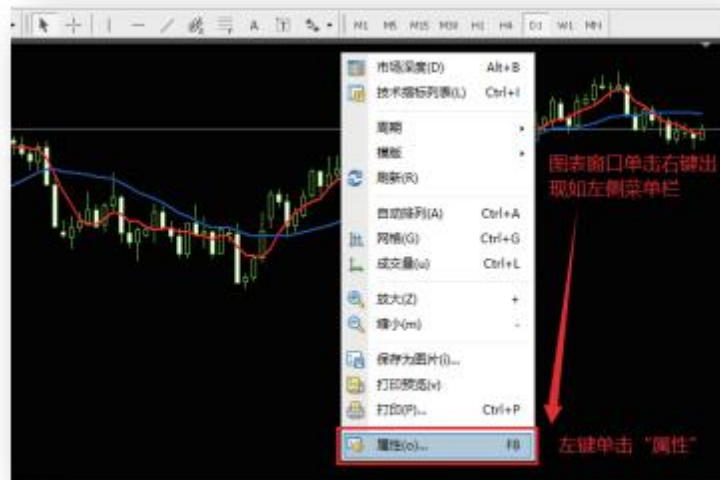 A T M1 M5 M15 M30 H1 H4 D1 W1 MN
市场深度(D) Alt+B
技术指标列表(L) Ctrl+I
周期
模板
刷新(R)
自动排列(A) Ctrl+A
网格(G) Ctrl+G
成交量(u) Ctrl+L
放大(Z) +
缩小(m) -
保存为图片(i)...
打印预览(v)
打印(P)... Ctrl+P
属性(o)... F8
图表窗口单击右键出
现如左侧菜单栏
左键单击“属性”